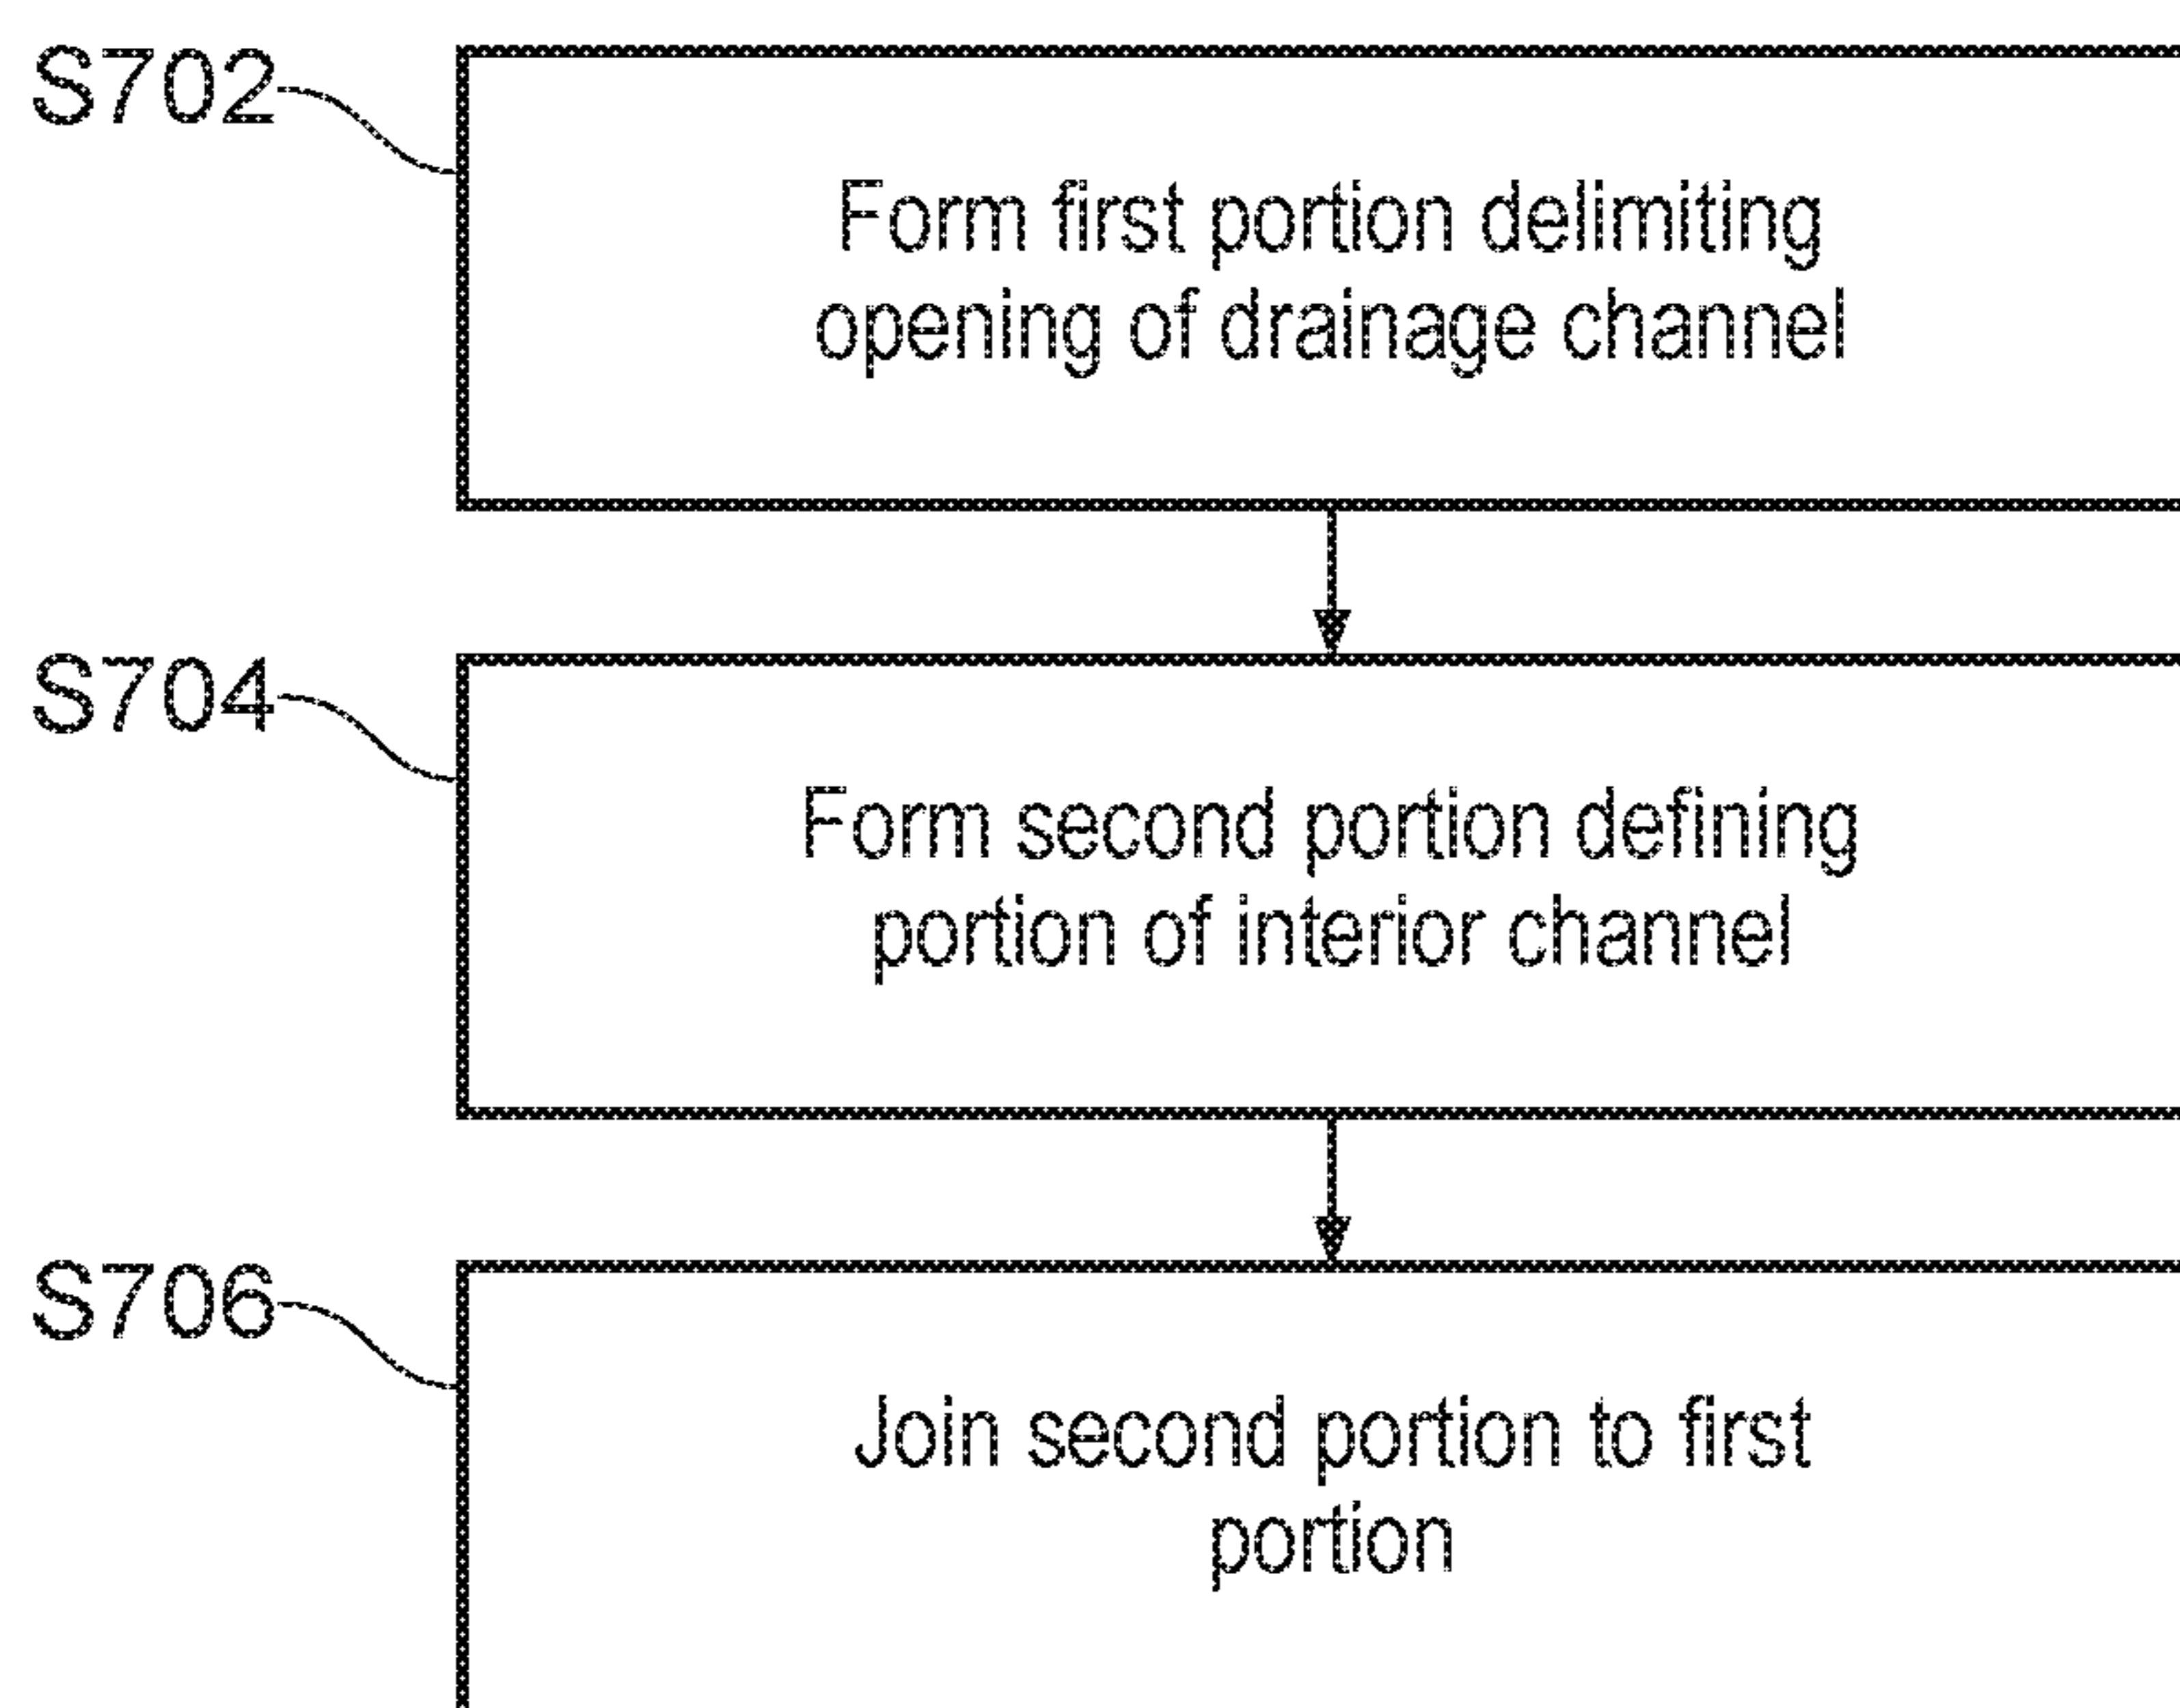 S702
Form first portion delimiting
opening of drainage channel
S704
Form second portion defining
portion of interior channel
S706
Join second portion to first
portion